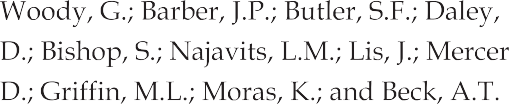 Woody, G.; Barber, J.P.; Butler, S.F.; Daley,
D.; Bishop, S.; Najavits, L.M.; Lis, J.; Mercer
D.; Griffin, M.L.; Moras, K.; and Beck, A.T.